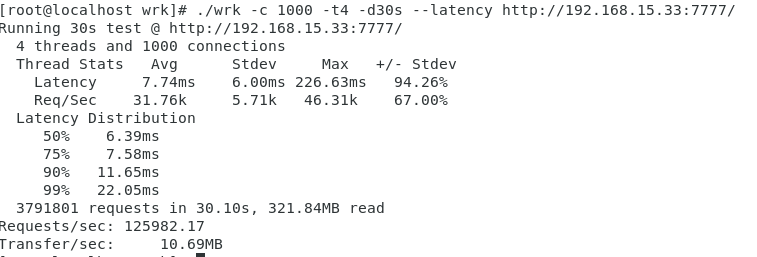 [root@localhost wrk]# ./wrk -c 1000 -t4 -d30s --latency http://192.168.15.33:7777/
Running 30s test @ http://192.168.15.33:7777/
  4 threads and 1000 connections
  Thread Stats   Avg      Stdev     Max   +/- Stdev
    Latency     7.74ms    6.00ms 226.63ms   94.26%
    Req/Sec    31.76k     5.71k   46.31k    67.00%
  Latency Distribution
     50%    6.39ms
     75%    7.58ms
     90%   11.65ms
     99%   22.05ms
  3791801 requests in 30.10s, 321.84MB read
Requests/sec: 125982.17
Transfer/sec:     10.69MB